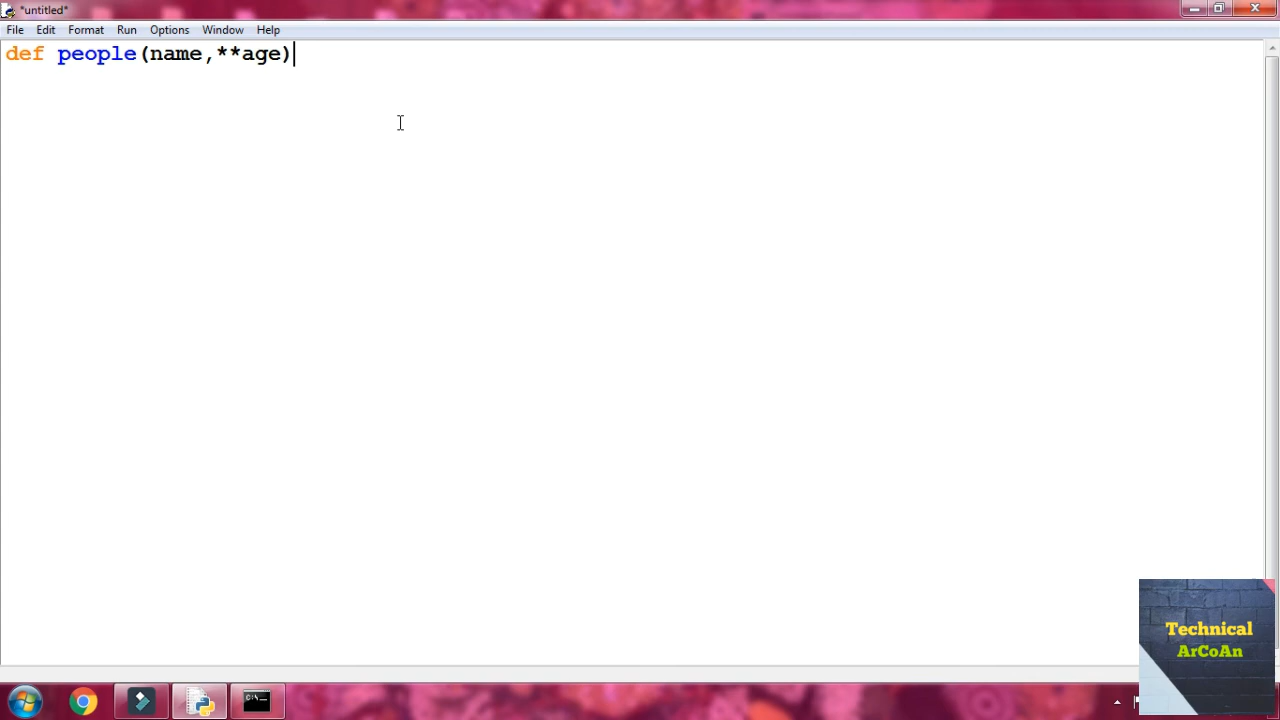 *untitled*
File Edit Format Run Options Window Help
def people(name,**age)
Technical
ArCoAn